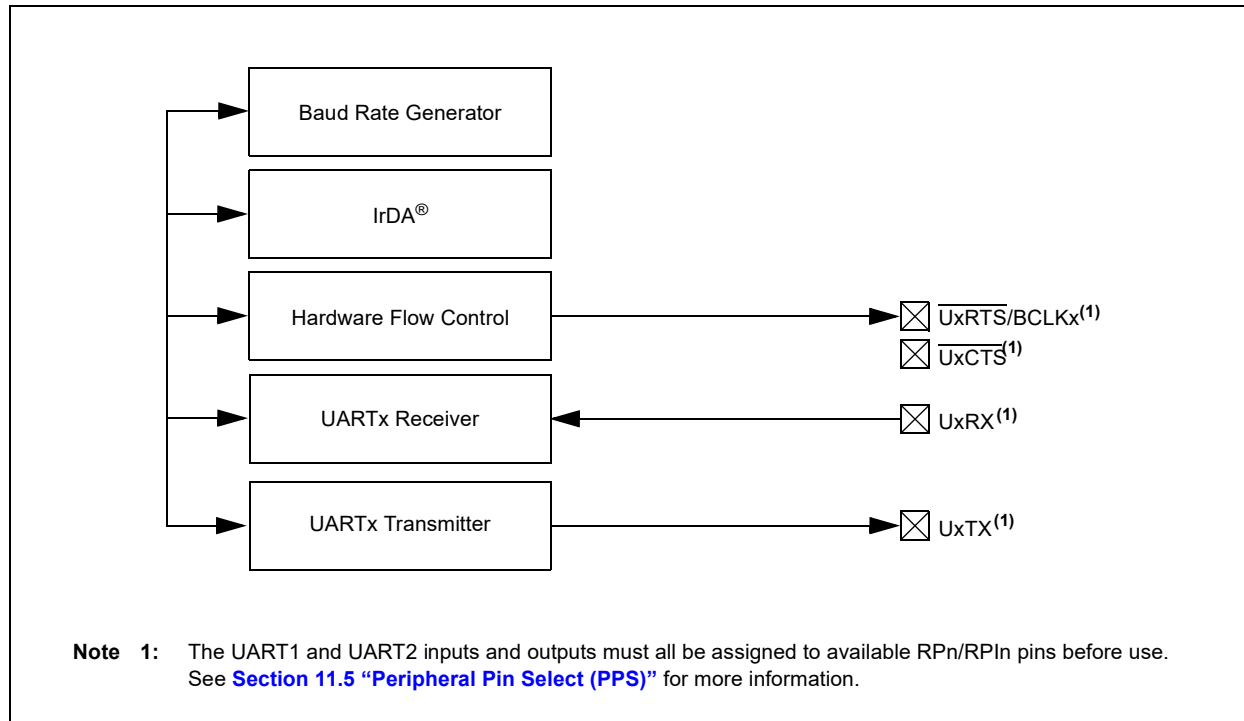 Baud Rate Generator
IrDA®
Hardware Flow Control
UxRTS/BCLKx(1)
UxCTS(1)
UARTx Receiver
UxRX(1)
UARTx Transmitter
UxTX(1)
Note 1: The UART1 and UART2 inputs and outputs must all be assigned to available RPn/RPIn pins before use.
See Section 11.5 “Peripheral Pin Select (PPS)” for more information.